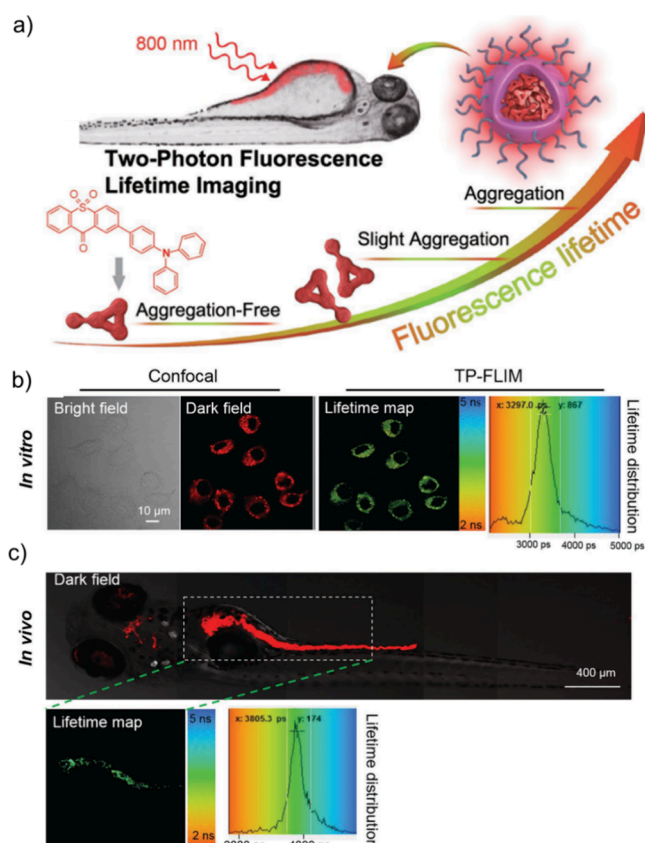 a)
800 nm
Two-Photon Fluorescence
Lifetime Imaging
O O
S
O
N
Aggregation
Slight Aggregation
Aggregation-Free
Fluorescence lifetime
b)
Confocal
TP-FLIM
In vitro
Bright field
10 µm
Dark field
Lifetime map
5 ns
2 ns
x: 3297.0 ps y: 867
3000 ps 4000 ps 5000 ps
Lifetime distribution
c)
In vivo
Dark field
400 µm
Lifetime map
5 ns
2 ns
x: 3805.3 ps y: 174
Lifetime distribution